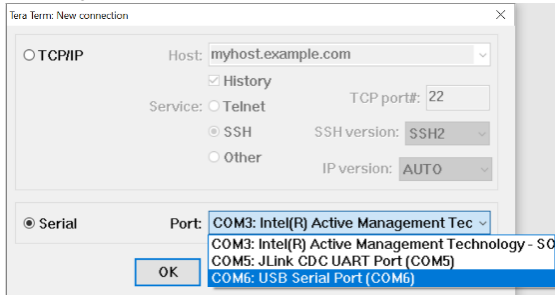 Tera Term: New connection
TCP/IP
Host: myhost.example.com
History
Service: Telnet
TCP port#: 22
SSH
SSH version: SSH2
Other
IP version: AUTO
Serial
Port: COM3: Intel(R) Active Management Tec
COM3: Intel(R) Active Management Technology - SO
COM5: JLink CDC UART Port (COM5)
COM6: USB Serial Port (COM6)
OK